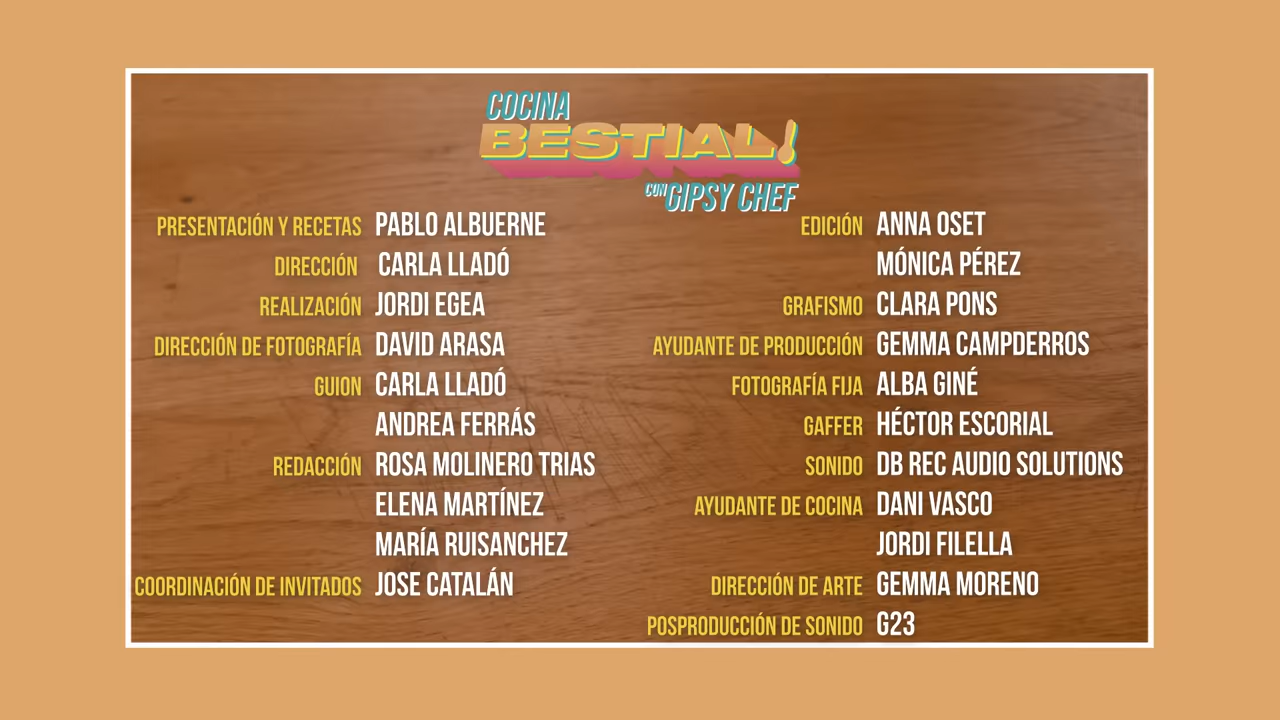 COCINA
BESTIAL!
CON GIPSY CHEF
PRESENTACIÓN Y RECETAS PABLO ALBUERNE
DIRECCIÓN CARLA LLADÓ
REALIZACIÓN JORDI EGEA
DIRECCIÓN DE FOTOGRAFÍA DAVID ARASA
GUION CARLA LLADÓ
ANDREA FERRÁS
REDACCIÓN ROSA MOLINERO TRIAS
ELENA MARTÍNEZ
MARÍA RUISANCHEZ
COORDINACIÓN DE INVITADOS JOSE CATALÁN
EDICIÓN ANNA OSET
MÓNICA PÉREZ
GRAFISMO CLARA PONS
AYUDANTE DE PRODUCCIÓN GEMMA CAMPDERROS
FOTOGRAFÍA FIJA ALBA GINÉ
GAFFER HÉCTOR ESCORIAL
SONIDO DB REC AUDIO SOLUTIONS
AYUDANTE DE COCINA DANI VASCO
JORDI FILELLA
DIRECCIÓN DE ARTE GEMMA MORENO
POSPRODUCCIÓN DE SONIDO G23